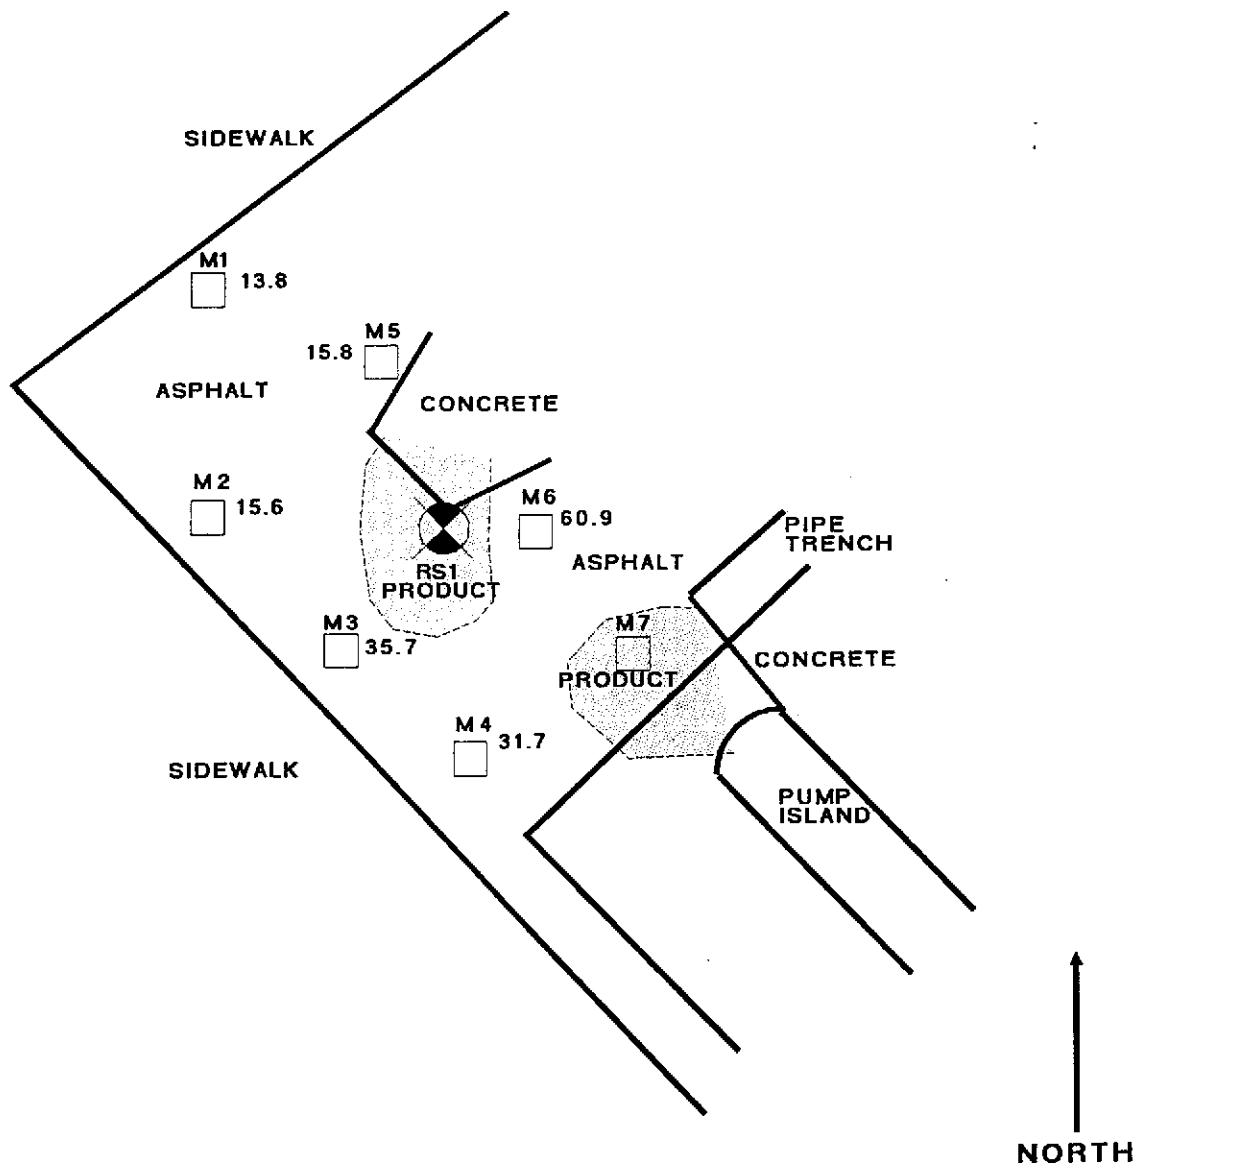 SIDEWALK
M1
13.8
M5
15.8
ASPHALT
CONCRETE
M2
15.6
M6
60.9
PIPE
TRENCH
ASPHALT
RS1
PRODUCT
M3
35.7
M7
CONCRETE
PRODUCT
M4
31.7
SIDEWALK
PUMP
ISLAND
NORTH